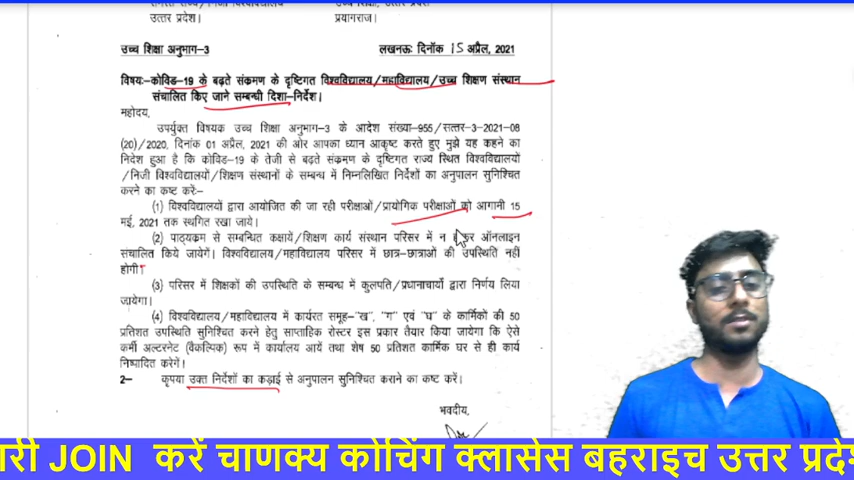 उत्तर प्रदेश।
प्रयागराज।
उच्च शिक्षा अनुभाग-3
लखनऊः दिनाँक 15 अप्रैल, 2021
विषयः-कोविड-19 के बढ़ते संक्रमण के दृष्टिगत विश्वविद्यालय/महाविद्यालय/उच्च शिक्षण संस्थान
संचालित किए जाने सम्बन्धी दिशा-निर्देश।
महोदय,
उपर्युक्त विषयक उच्च शिक्षा अनुभाग-3 के आदेश संख्या-955/सत्तर-3-2021-08
(20)/2020, दिनांक 01 अप्रैल, 2021 की ओर आपका ध्यान आकृष्ट करते हुए मुझे यह कहने का
निदेश हुआ है कि कोविड-19 के तेजी से बढ़ते संक्रमण के दृष्टिगत राज्य स्थित विश्वविद्यालयों
/निजी विश्वविद्यालयों/शिक्षण संस्थानों के सम्बन्ध में निम्नलिखित निर्देशों का अनुपालन सुनिश्चित
करने का कष्ट करेंः-
(1) विश्वविद्यालयों द्वारा आयोजित की जा रही परीक्षाओं/प्रायोगिक परीक्षाओं को आगामी 15
मई, 2021 तक स्थगित रखा जाये।
(2) पाठ्यक्रम से सम्बन्धित कक्षाये/शिक्षण कार्य संस्थान परिसर में न होकर ऑनलाइन
संचालित किये जायेगें। विश्वविद्यालय/महाविद्यालय परिसर में छात्र-छात्राओं की उपस्थिति नहीं
होगी।
(3) परिसर में शिक्षकों की उपस्थिति के सम्बन्ध में कुलपति/प्रधानाचार्यो द्वारा निर्णय लिया
जायेगा।
(4) विश्वविद्यालय/महाविद्यालय में कार्यरत समूह-"ख", "ग" एवं "घ" के कार्मिकों की 50
प्रतिशत उपस्थिति सुनिश्चित करने हेतु साप्ताहिक रोस्टर इस प्रकार तैयार किया जायेगा कि ऐसे
कर्मी अल्टरनेट (वैकल्पिक) रूप में कार्यालय आयें तथा शेष 50 प्रतिशत कार्मिक घर से ही कार्य
निष्पादित करेगें।
2- कृपया उक्त निर्देशों का कड़ाई से अनुपालन सुनिश्चित कराने का कष्ट करें।
भवदीय,
JOIN करें चाणक्य कोचिंग क्लासेस बहराइच उत्तर